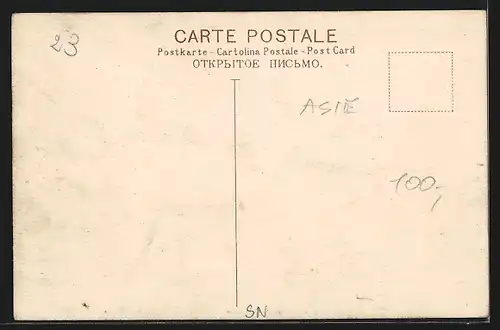 23
CARTE POSTALE
Postkarte - Cartolina Postale - Post Card
ОТКРЫТОЕ ПИСЬМО.
ASIE
100,-
SN